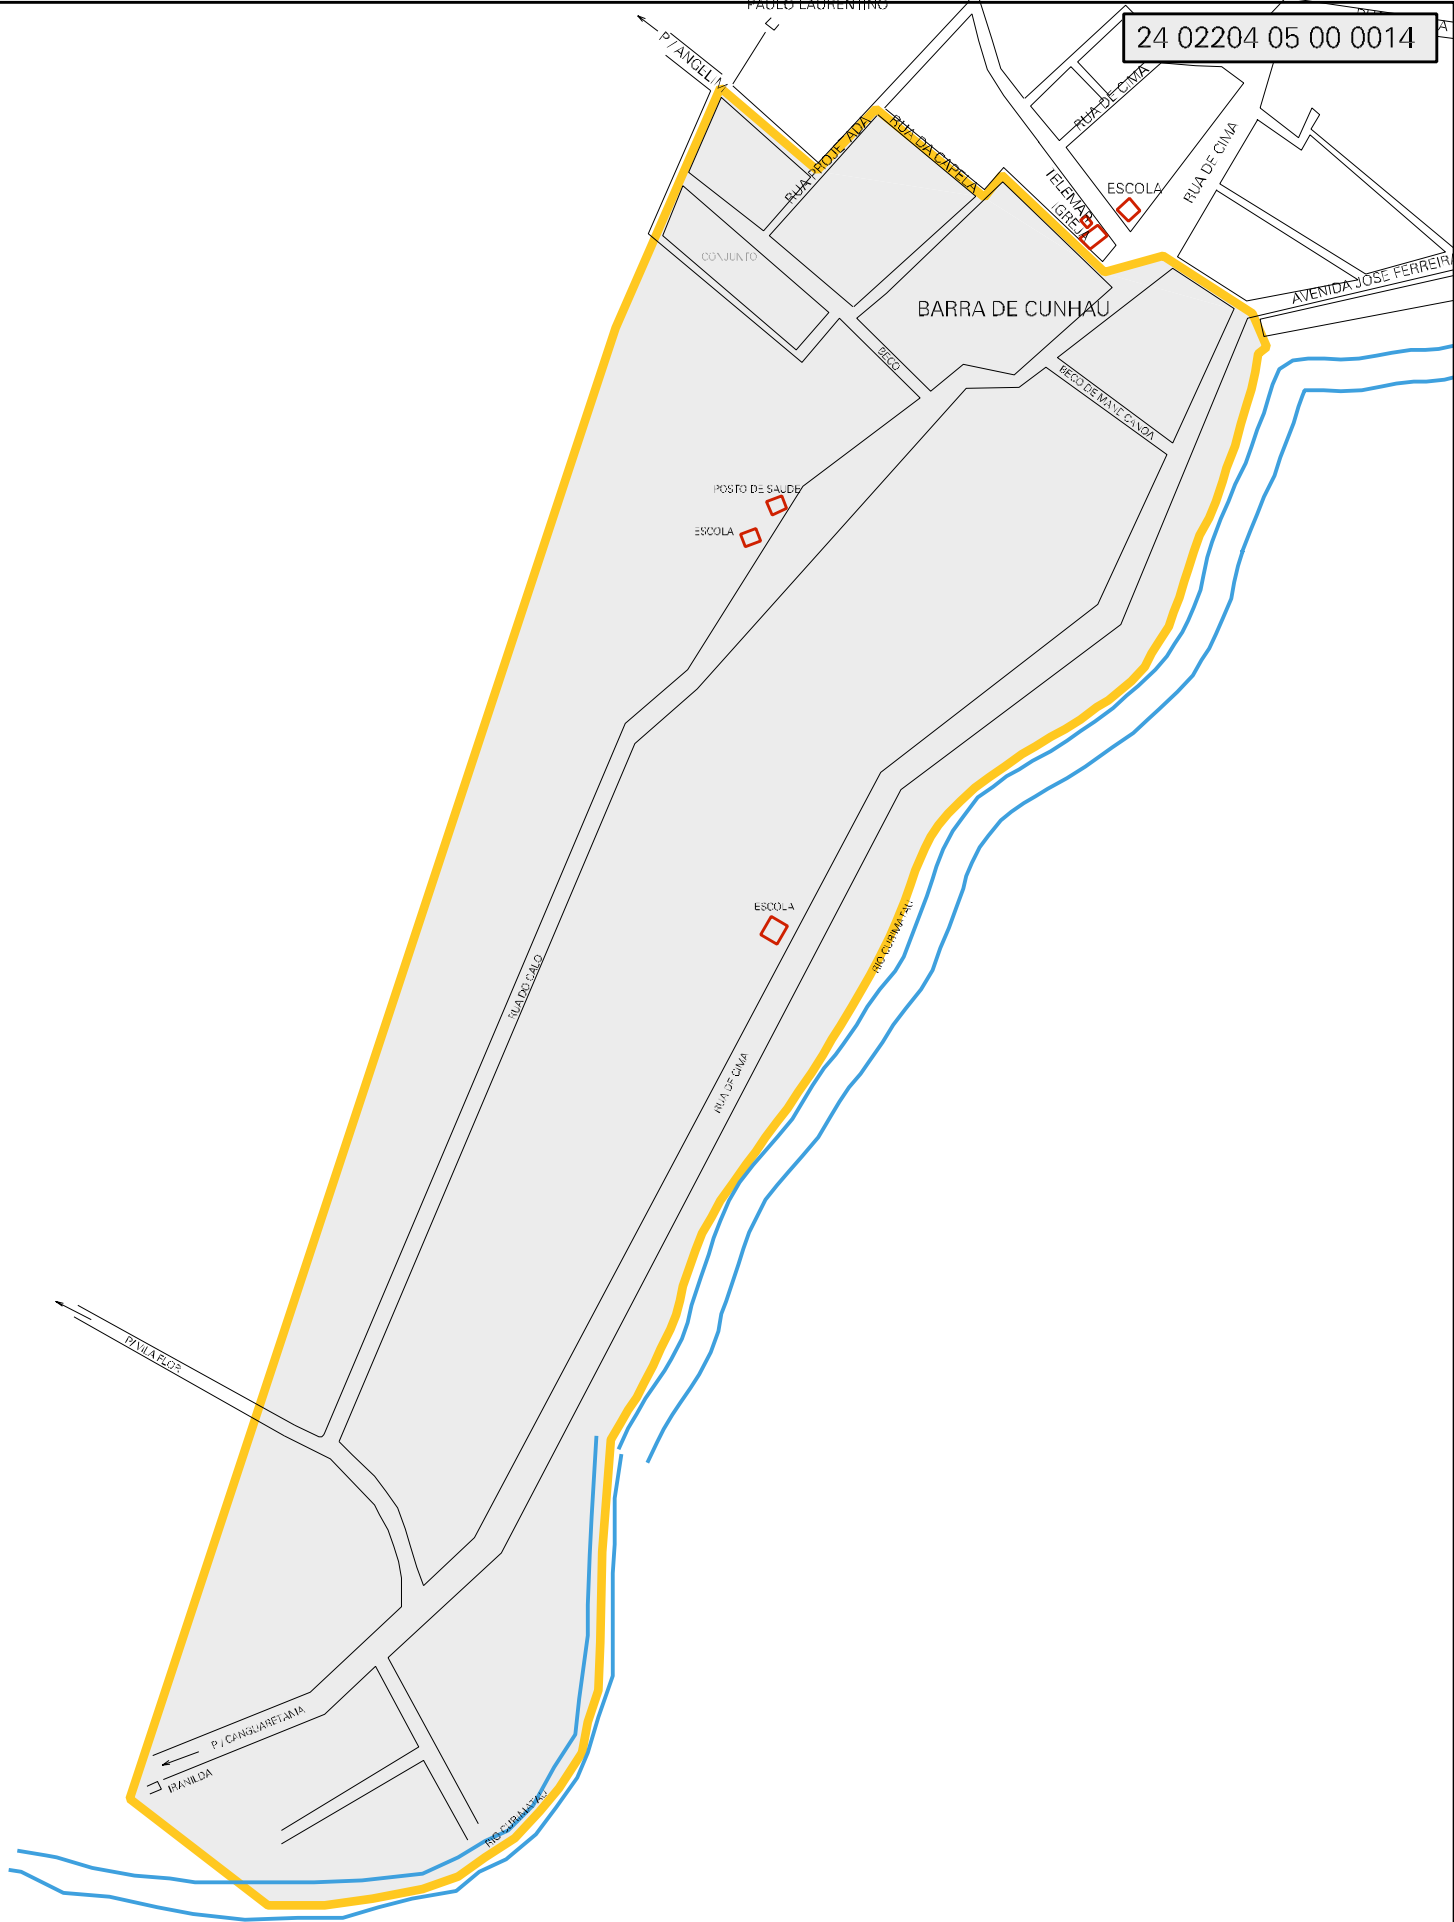 PAULO LAURENTINO
24 02204 05 00 0014
P/ ANGELIM
RUA DE CIMA
RUA PROJETADA
RUA DA CAPELA
RUA DE CIMA
TELEMAR
IGREJA
ESCOLA
CONJUNTO
AVENIDA JOSE FERREIRA
BARRA DE CUNHAU
BECO
BECO DE MANE CANOA
POSTO DE SAUDE
ESCOLA
ESCOLA
RIO CURIMATAU
RUA DO CALO
RUA DE CIMA
P/ VILA FLOR
P / CANGUARETAMA
IRANILDA
RIO CURIMATAU